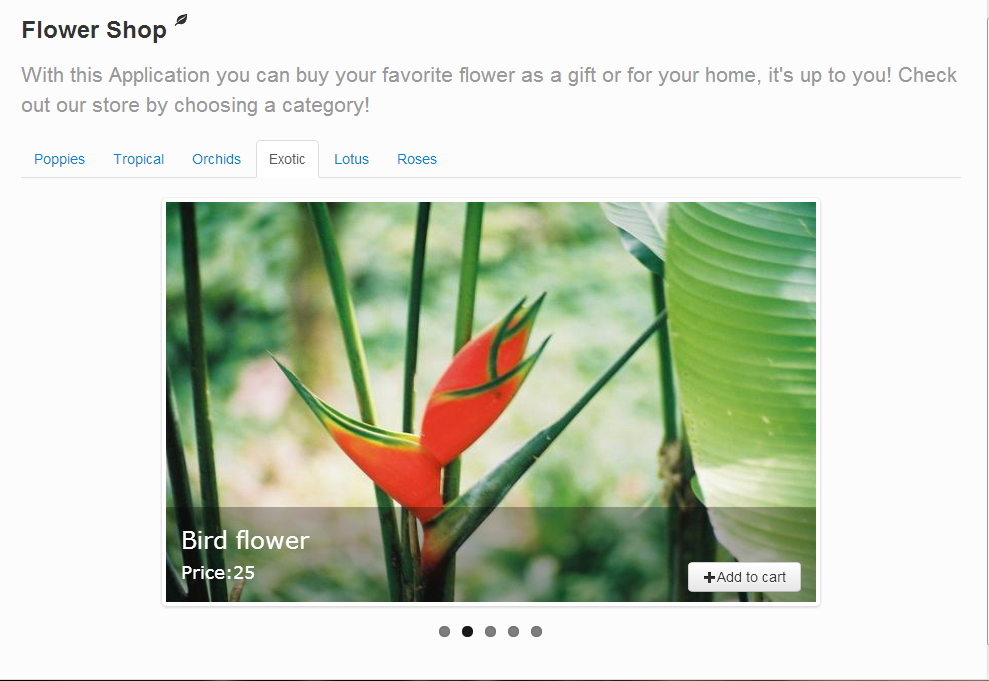 Flower Shop
With this Application you can buy your favorite flower as a gift or for your home, it's up to you! Check
out our store by choosing a category!
Poppies Tropical Orchids Exotic Lotus Roses
Bird flower
Price:25
+Add to cart